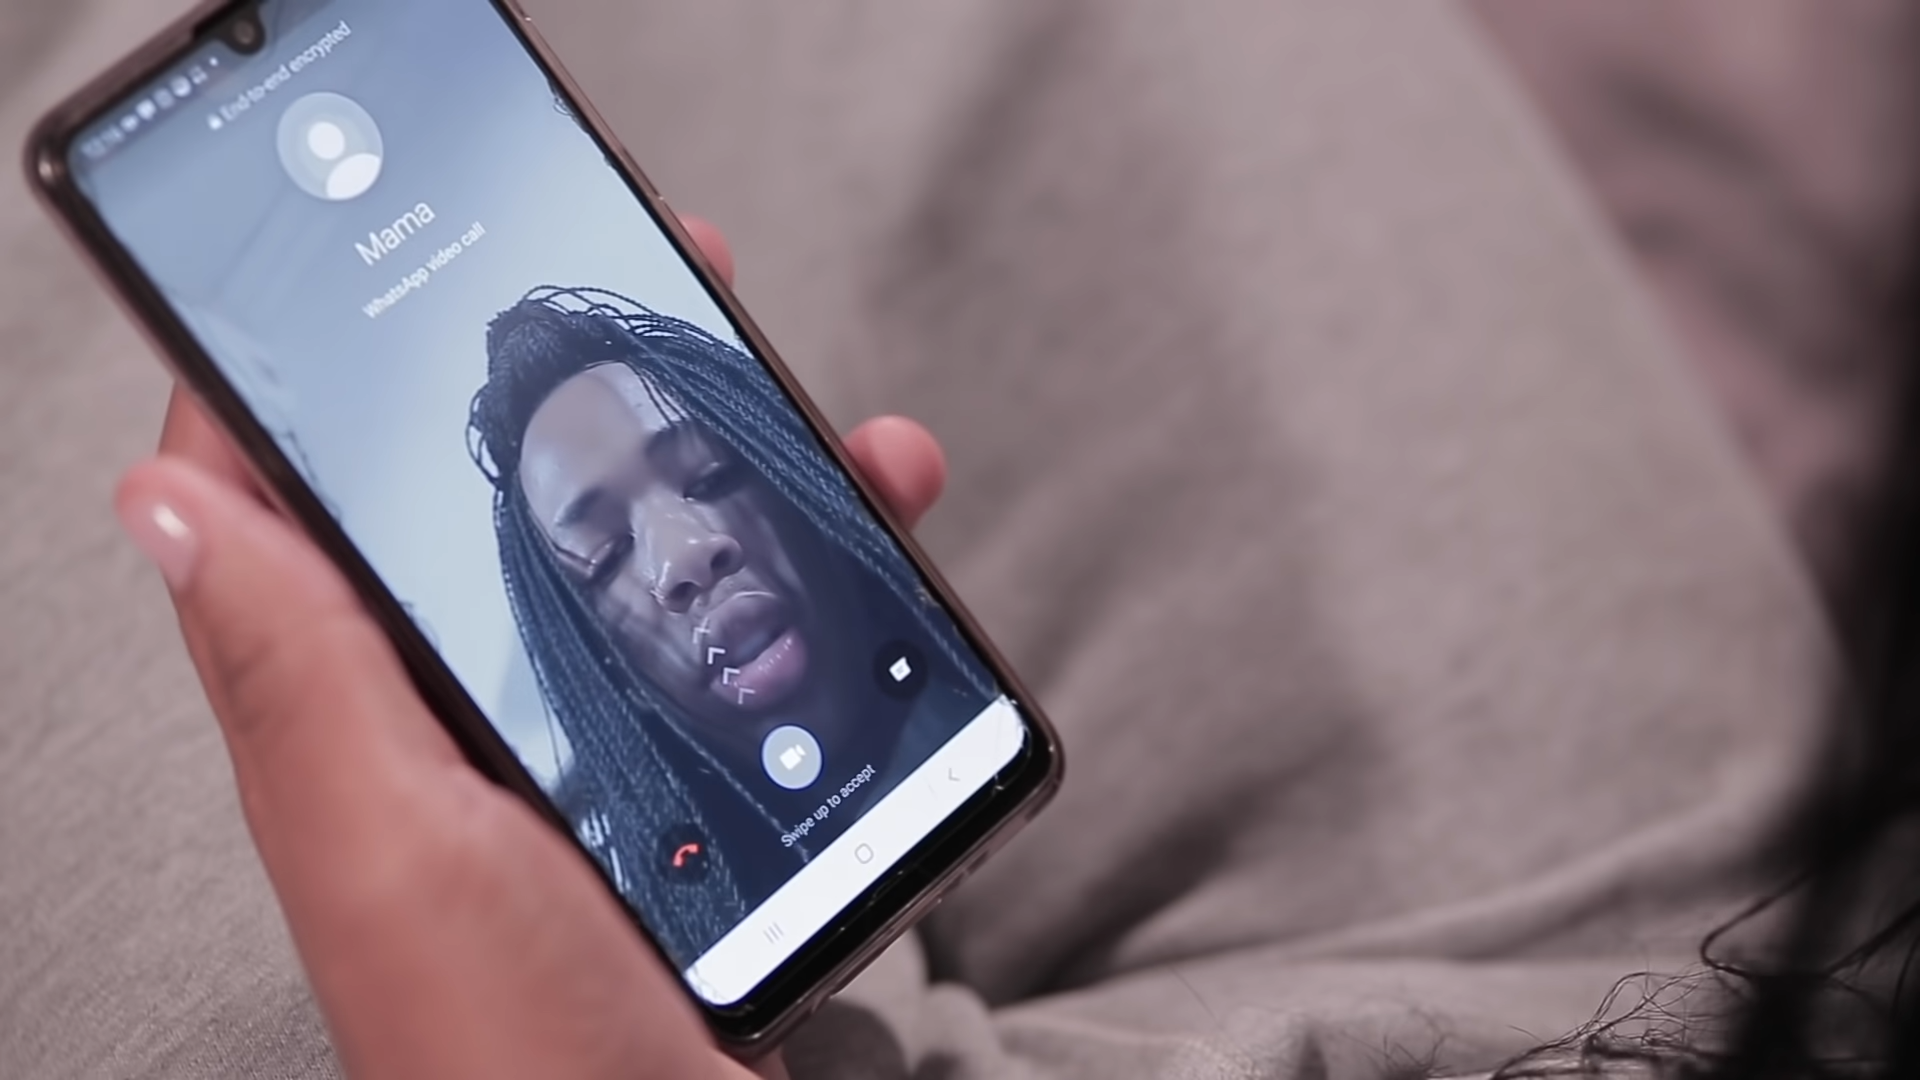 End-to-end encrypted
Mama
WhatsApp video call
Swipe up to accept